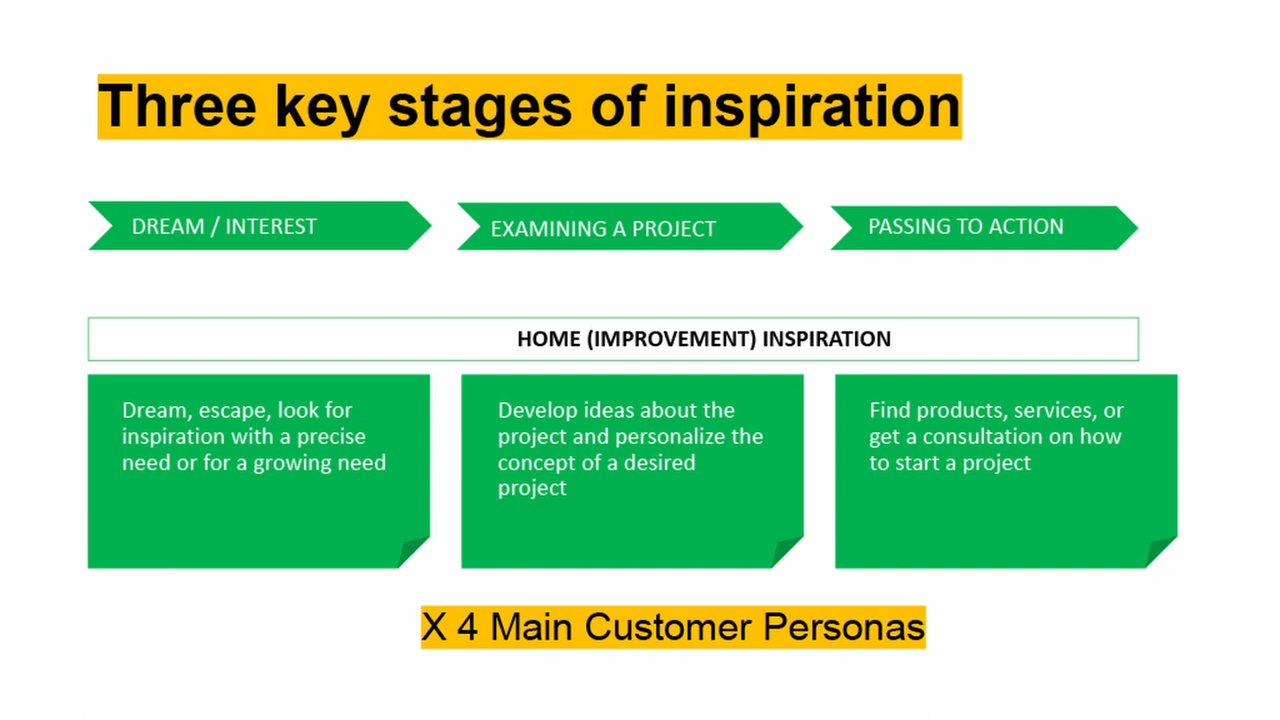 Three key stages of inspiration
DREAM / INTEREST
EXAMINING A PROJECT
PASSING TO ACTION
HOME (IMPROVEMENT) INSPIRATION
Dream, escape, look for
inspiration with a precise
need or for a growing need
Develop ideas about the
project and personalize the
concept of a desired
project
Find products, services, or
get a consultation on how
to start a project
X 4 Main Customer Personas